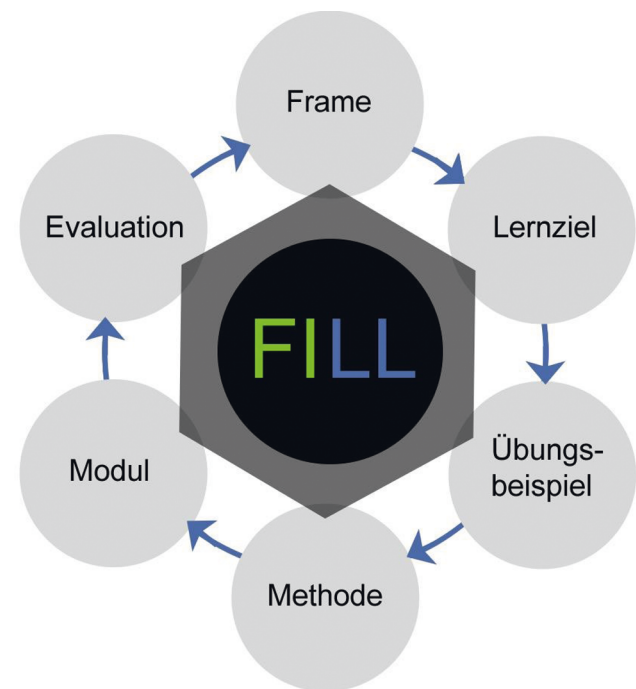 Frame
Lernziel
Übungs-
beispiel
Methode
Modul
Evaluation
FILL